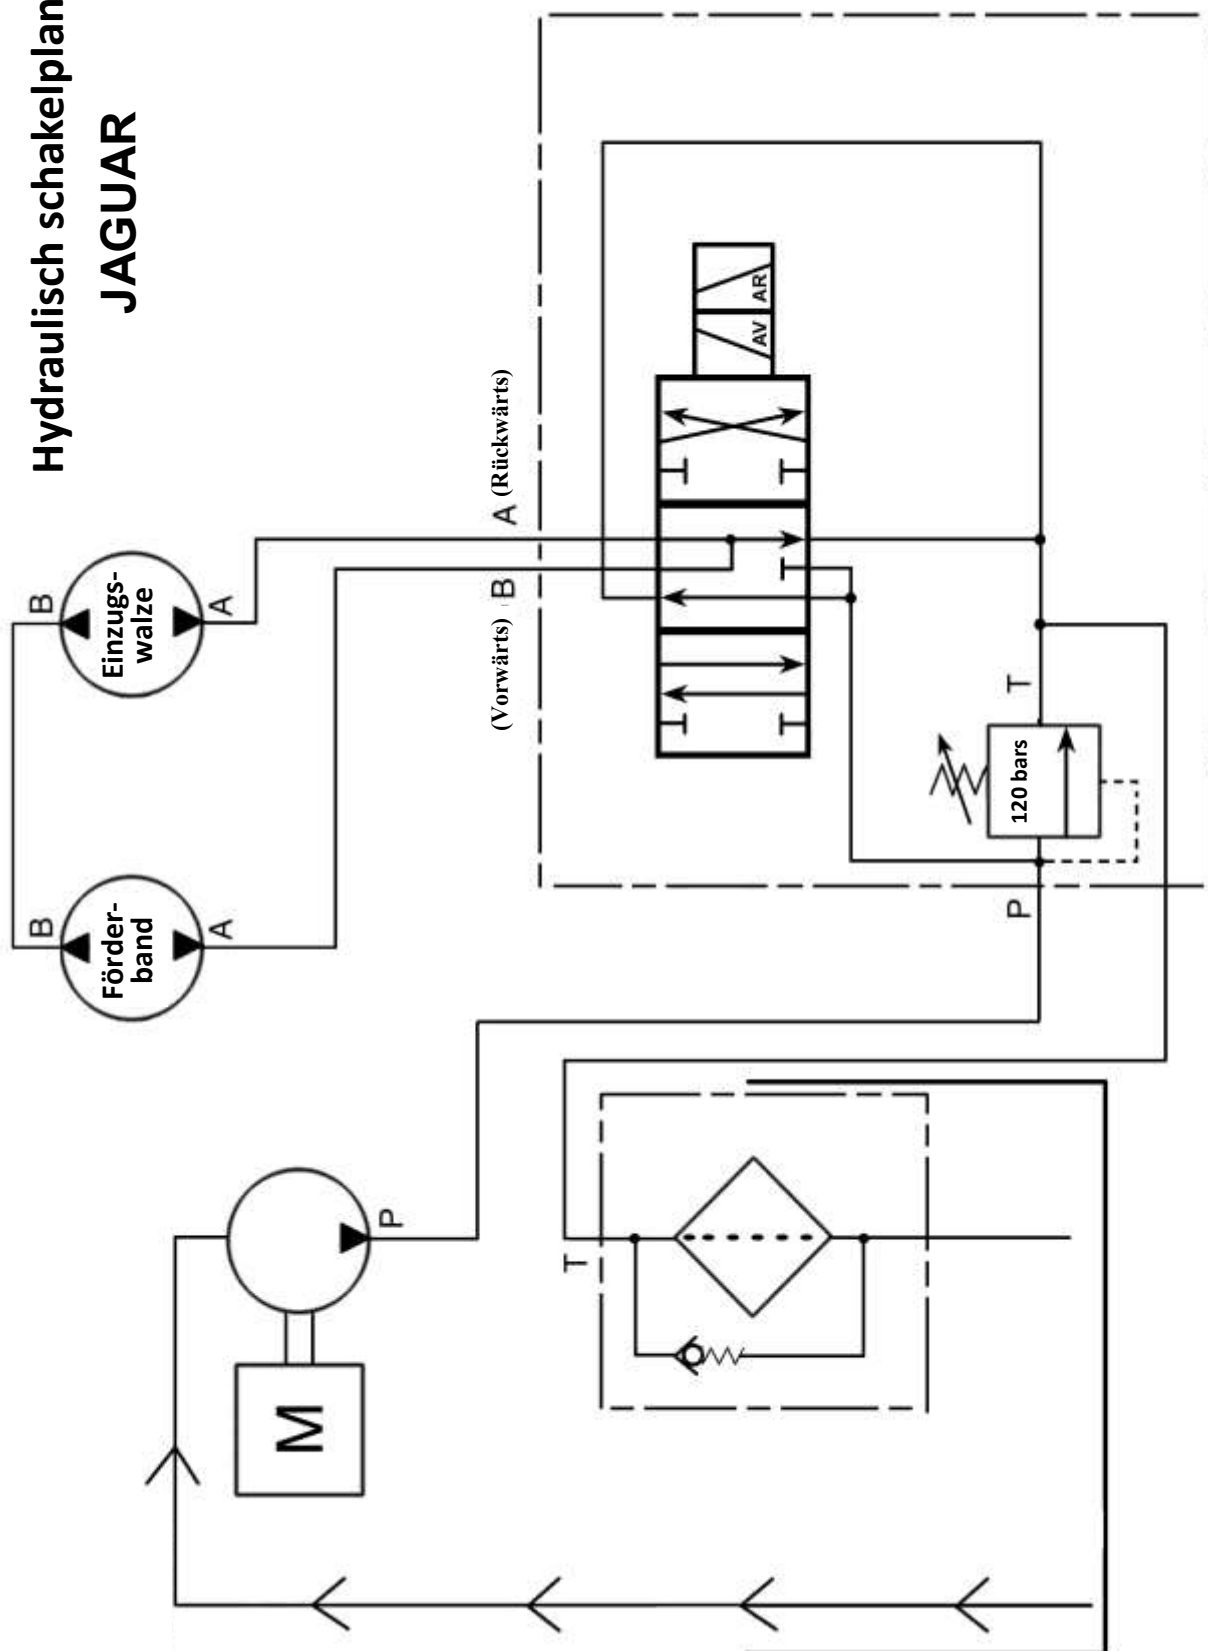 Hydraulisch schakelplan
JAGUAR
B
Förder-
band
A
B
Einzugs-
walze
A
(Vorwärts)
B
A
(Rückwärts)
AV
AR
M
P
P
120 bars
T
T